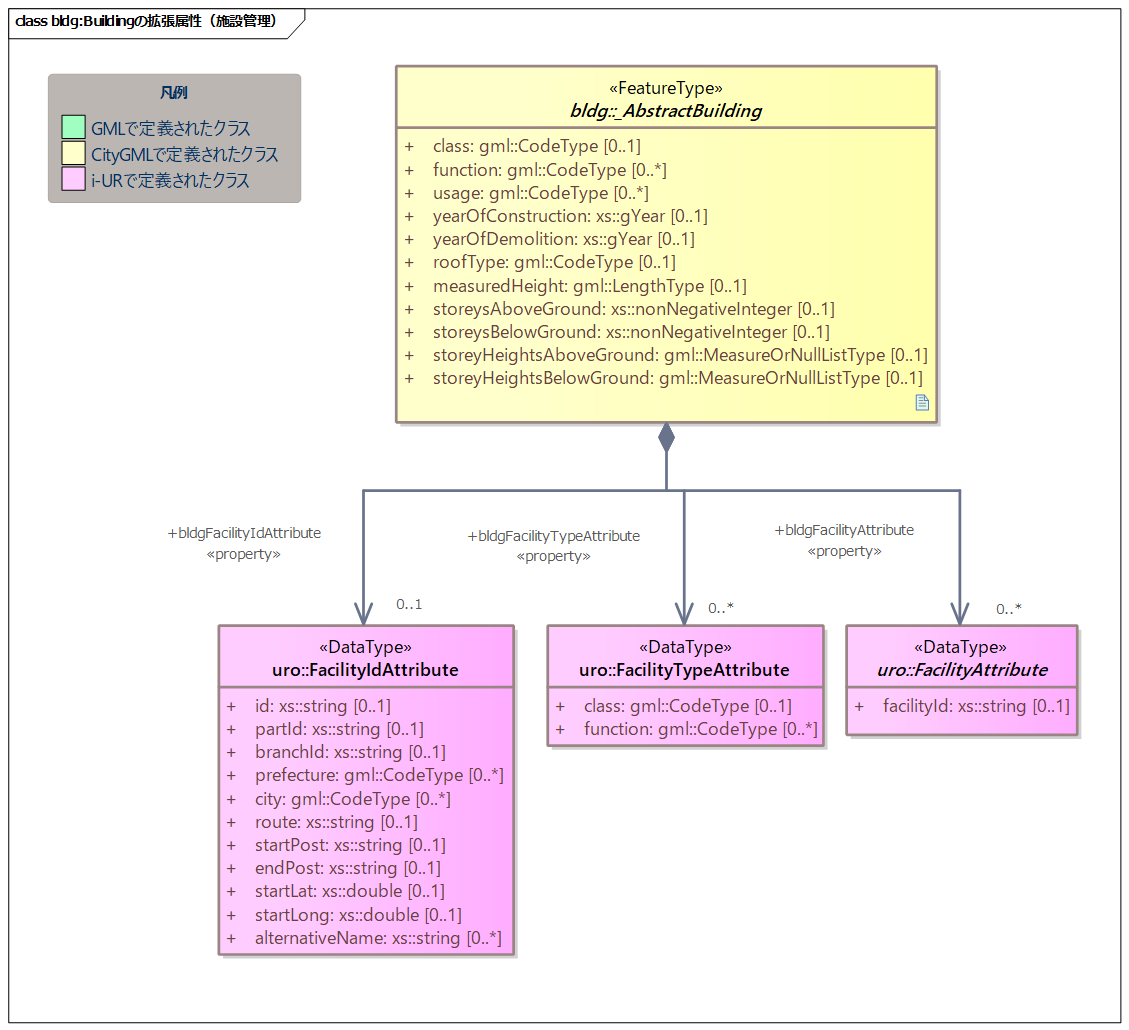 class bldg:Buildingの拡張属性（施設管理）
凡例
GMLで定義されたクラス
CityGMLで定義されたクラス
i-URで定義されたクラス
«FeatureType»
bldg::_AbstractBuilding
+ class: gml::CodeType [0..1]
+ function: gml::CodeType [0..*]
+ usage: gml::CodeType [0..*]
+ yearOfConstruction: xs::gYear [0..1]
+ yearOfDemolition: xs::gYear [0..1]
+ roofType: gml::CodeType [0..1]
+ measuredHeight: gml::LengthType [0..1]
+ storeysAboveGround: xs::nonNegativeInteger [0..1]
+ storeysBelowGround: xs::nonNegativeInteger [0..1]
+ storeyHeightsAboveGround: gml::MeasureOrNullListType [0..1]
+ storeyHeightsBelowGround: gml::MeasureOrNullListType [0..1]
+bldgFacilityIdAttribute
«property»
0..1
+bldgFacilityTypeAttribute
«property»
0..*
+bldgFacilityAttribute
«property»
0..*
«DataType»
uro::FacilityIdAttribute
+ id: xs::string [0..1]
+ partId: xs::string [0..1]
+ branchId: xs::string [0..1]
+ prefecture: gml::CodeType [0..*]
+ city: gml::CodeType [0..*]
+ route: xs::string [0..1]
+ startPost: xs::string [0..1]
+ endPost: xs::string [0..1]
+ startLat: xs::double [0..1]
+ startLong: xs::double [0..1]
+ alternativeName: xs::string [0..*]
«DataType»
uro::FacilityTypeAttribute
+ class: gml::CodeType [0..1]
+ function: gml::CodeType [0..*]
«DataType»
uro::FacilityAttribute
+ facilityId: xs::string [0..1]